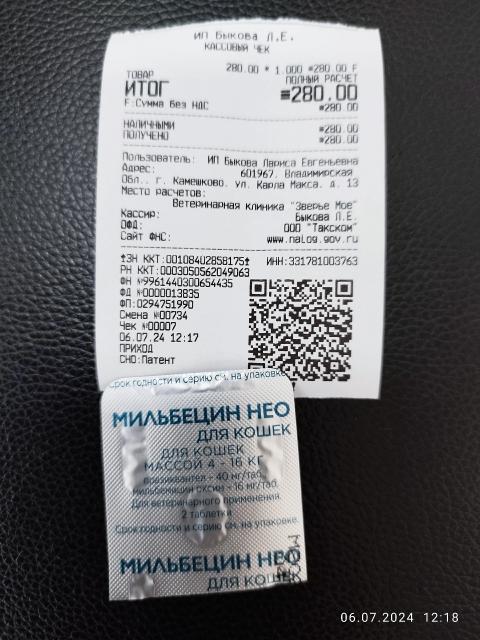 ИП Быкова Л.Е.
КАССОВЫЙ ЧЕК
280.00 * 1.000 =280.00 F
ТОВАР ПОЛНЫЙ РАСЧЕТ
ИТОГ =280.00
F:Сумма без НДС =280.00
НАЛИЧНЫМИ =280.00
ПОЛУЧЕНО =280.00
Пользователь: ИП Быкова Лариса Евгеньевна
Адрес: 601967, Владимирская
Обл., г. Камешково, ул. Карла Макса, д. 13
Место расчетов:
Ветеринарная клиника "Зверье Мое"
Кассир: Быкова Л.Е.
ОФД: ООО "Такском"
Сайт ФНС: www.nalog.gov.ru
ЗН ККТ:00108402858175 ИНН:331781003763
РН ККТ:0003050562049063
ФН №9961440300654435
ФД №0000013835
ФП:0294751990
Смена №00734
Чек №00007
06.07.24 12:17
ПРИХОД
СНО:Патент
Срок годности и серию см. на упаковке
МИЛЬБЕЦИН НЕО
ДЛЯ КОШЕК
ДЛЯ КОШЕК
МАССОЙ 4 - 16 КГ
празиквантел - 40 мг/таб.
мильбемицин оксим - 16 мг/таб.
Для ветеринарного применения
2 таблетки
Срок годности и серию см. на упаковке.
МИЛЬБЕЦИН НЕО
ДЛЯ КОШЕК
06.07.2024 12:18